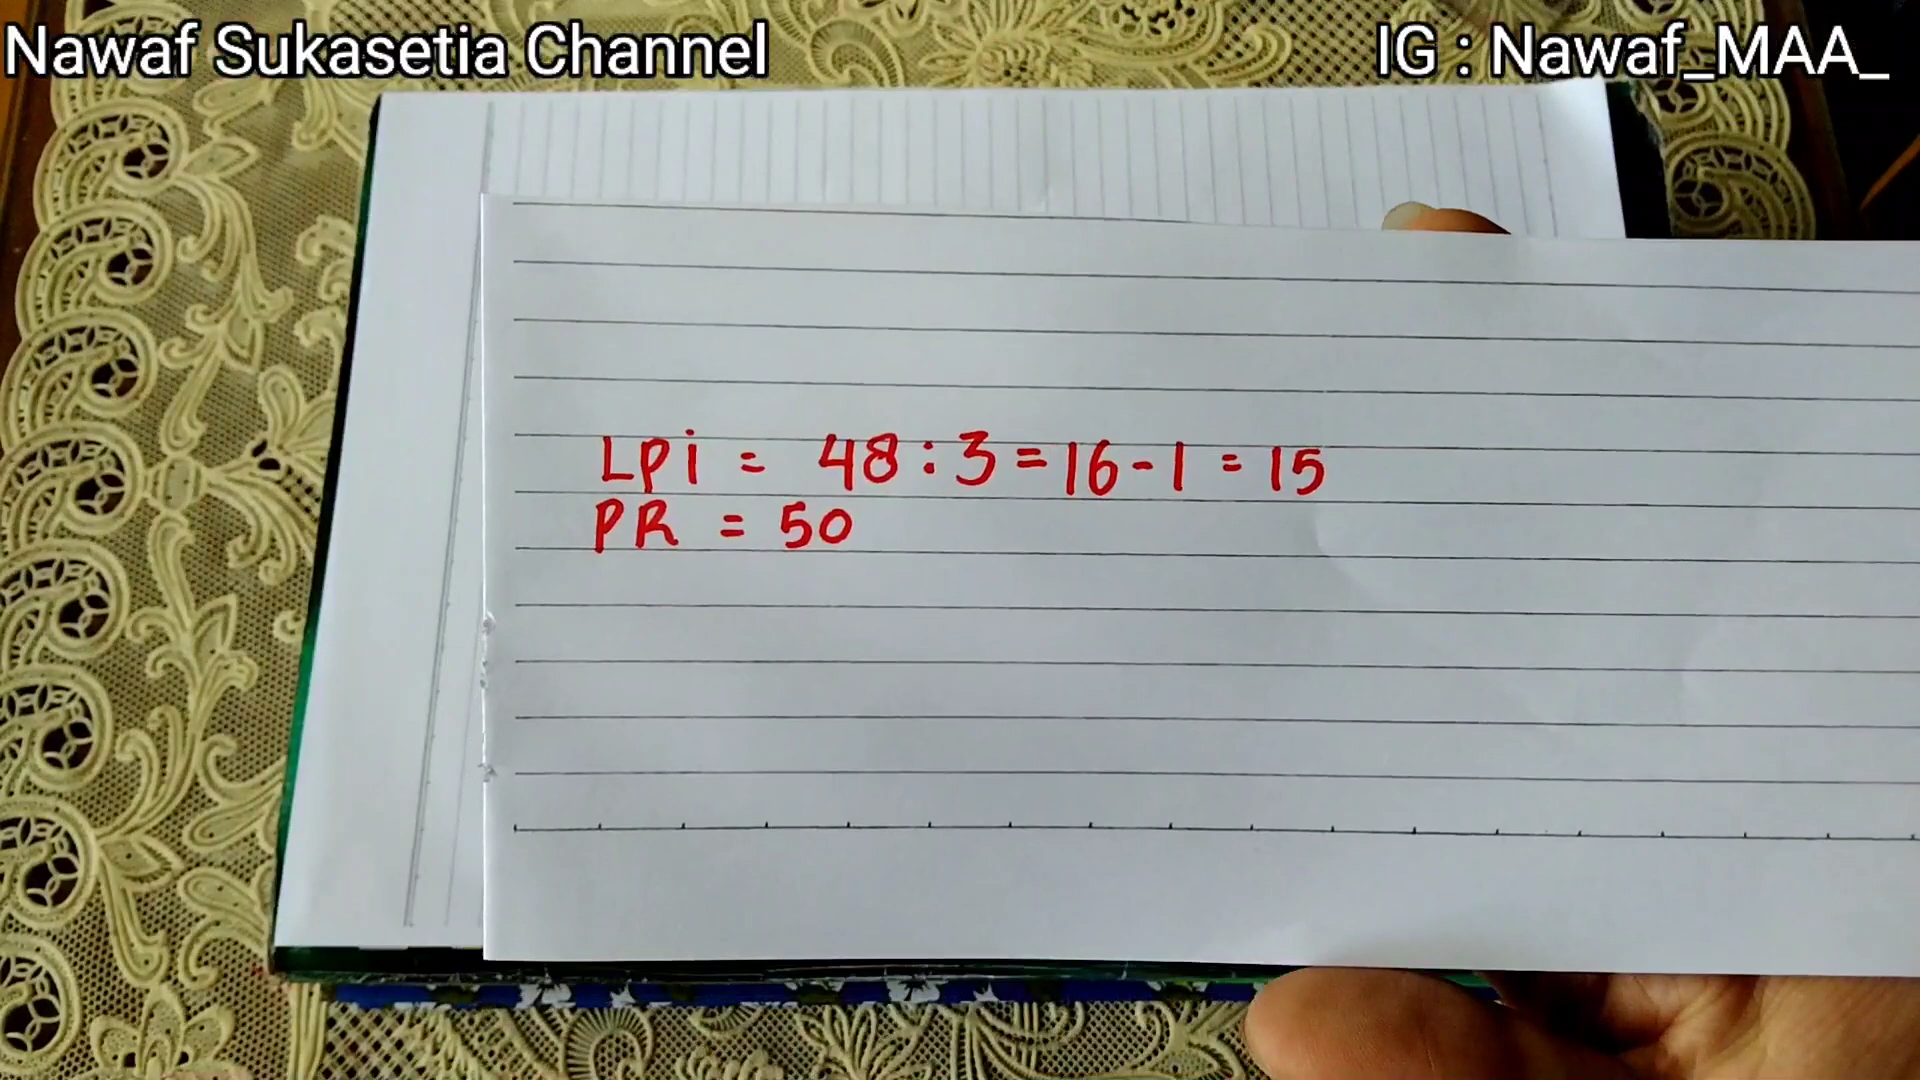 Nawaf Sukasetia Channel
IG : Nawaf_MAA_
LPi = 48 : 3 = 16 - 1 = 15
PR = 50